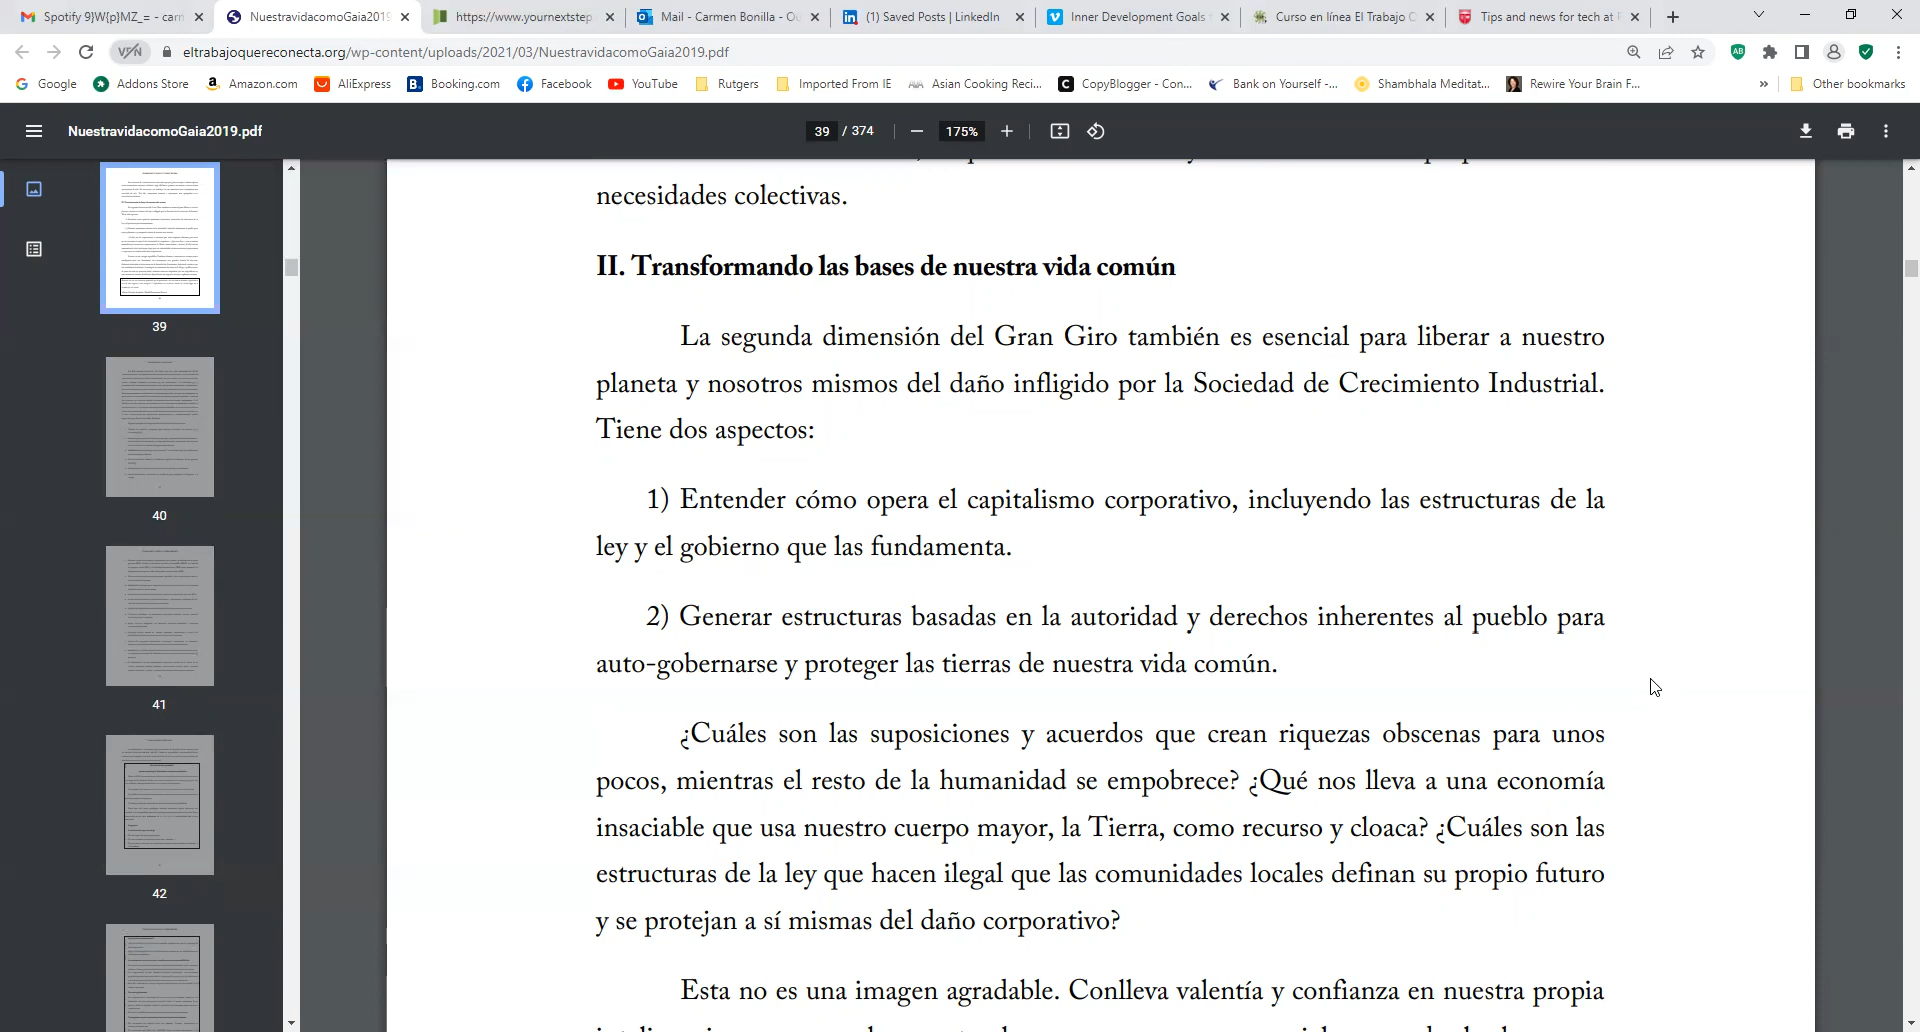 Spotify 9}W{p}MZ_= - carr
NuestravidacomoGaia2019
https://www.yournextstep
Mail - Carmen Bonilla - O
(1) Saved Posts | LinkedIn
Inner Development Goals
Curso en línea El Trabajo
Tips and news for tech at
VPN
eltrabajoquereconecta.org/wp-content/uploads/2021/03/NuestravidacomoGaia2019.pdf
Google
Addons Store
Amazon.com
AliExpress
Booking.com
Facebook
YouTube
Rutgers
Imported From IE
Asian Cooking Reci...
CopyBlogger - Con...
Bank on Yourself -...
Shambhala Meditat...
Rewire Your Brain F...
»
Other bookmarks
NuestravidacomoGaia2019.pdf
39 / 374
175%
39
40
41
42
necesidades colectivas.
II. Transformando las bases de nuestra vida común
La segunda dimensión del Gran Giro también es esencial para liberar a nuestro
planeta y nosotros mismos del daño infligido por la Sociedad de Crecimiento Industrial.
Tiene dos aspectos:
1) Entender cómo opera el capitalismo corporativo, incluyendo las estructuras de la
ley y el gobierno que las fundamenta.
2) Generar estructuras basadas en la autoridad y derechos inherentes al pueblo para
auto-gobernarse y proteger las tierras de nuestra vida común.
¿Cuáles son las suposiciones y acuerdos que crean riquezas obscenas para unos
pocos, mientras el resto de la humanidad se empobrece? ¿Qué nos lleva a una economía
insaciable que usa nuestro cuerpo mayor, la Tierra, como recurso y cloaca? ¿Cuáles son las
estructuras de la ley que hacen ilegal que las comunidades locales definan su propio futuro
y se protejan a sí mismas del daño corporativo?
Esta no es una imagen agradable. Conlleva valentía y confianza en nuestra propia